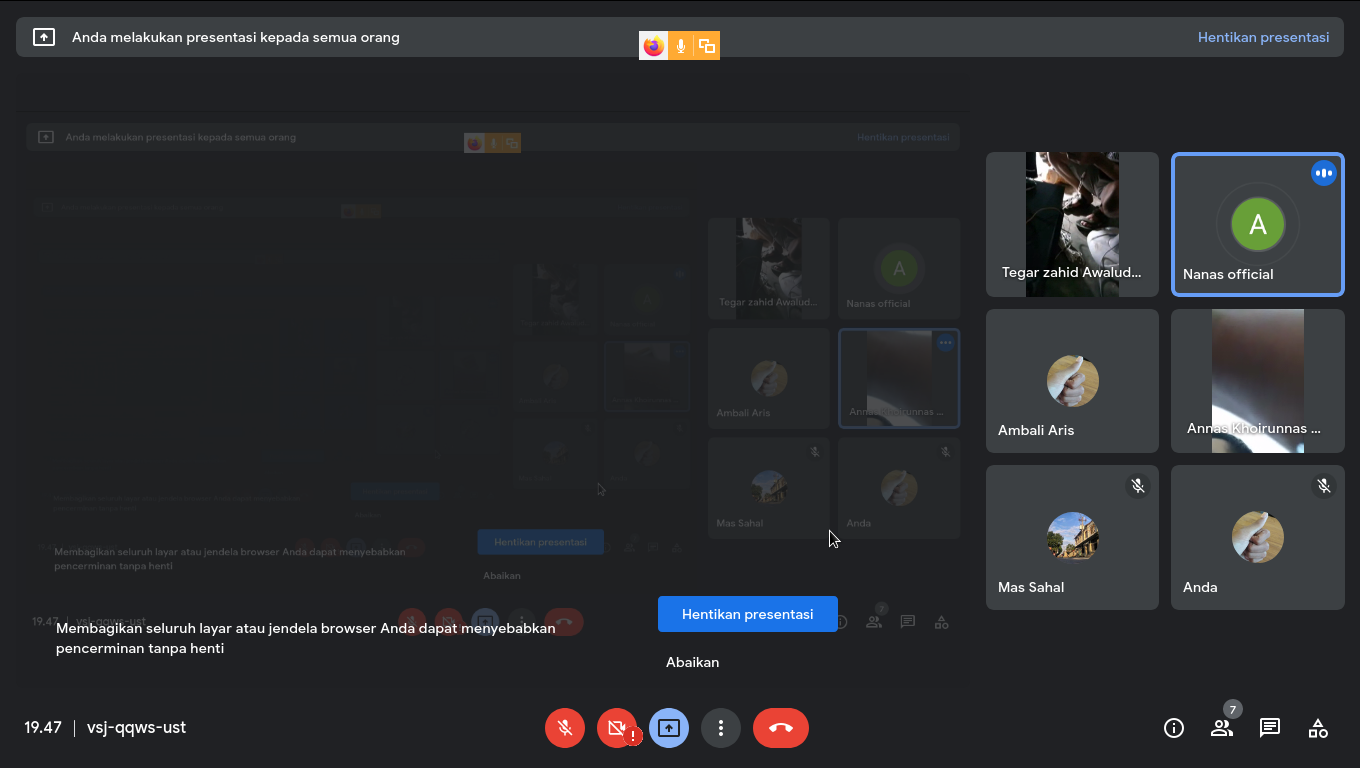 Anda melakukan presentasi kepada semua orang
Hentikan presentasi
Anda melakukan presentasi kepada semua orang
Hentikan presentasi
Tegar zahid Awalud...
A
Nanas official
Tegar zahid Awalud...
A
Nanas official
Ambali Aris
Annas Khoirunnas ...
Ambali Aris
Annas Khoirunnas ...
Mas Sahal
Anda
Mas Sahal
Anda
Hentikan presentasi
Membagikan seluruh layar atau jendela browser Anda dapat menyebabkan
pencerminan tanpa henti
Abaikan
19.47
vsj-qqws-ust
7
Membagikan seluruh layar atau jendela browser Anda dapat menyebabkan
pencerminan tanpa henti
Hentikan presentasi
Abaikan
19.47
vsj-qqws-ust
7